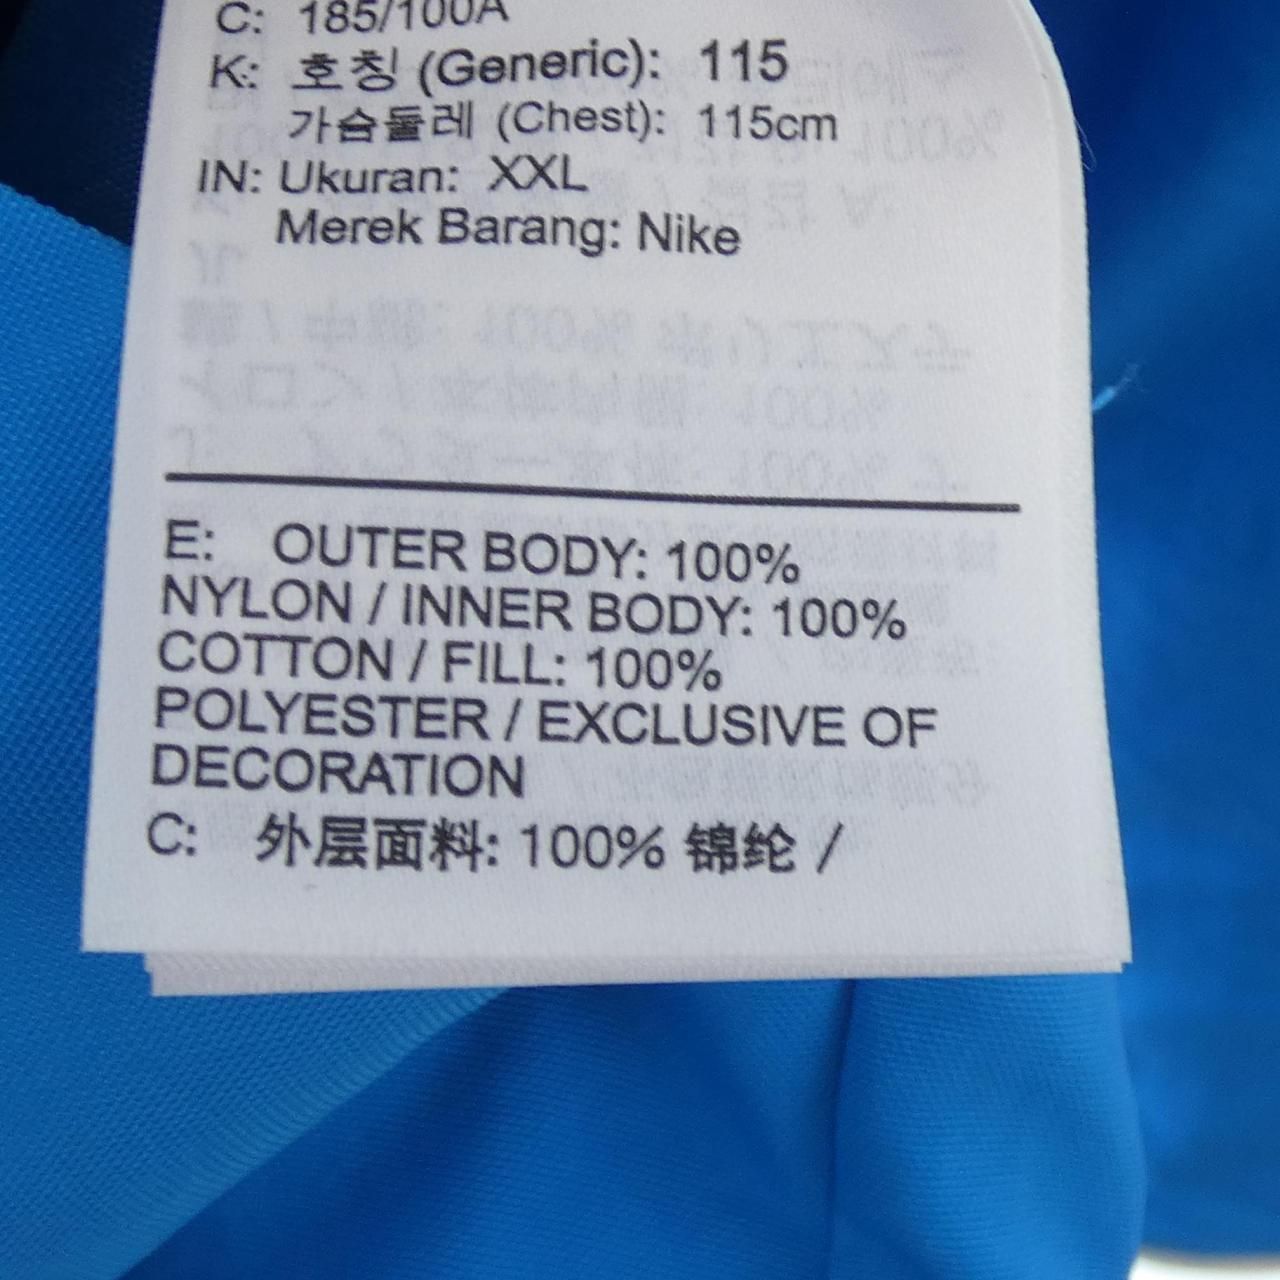 C: 185/100A
K: 호칭 (Generic): 115
가슴둘레 (Chest): 115cm
IN: Ukuran: XXL
Merek Barang: Nike
E: OUTER BODY: 100%
NYLON / INNER BODY: 100%
COTTON / FILL: 100%
POLYESTER / EXCLUSIVE OF
DECORATION
C: 外层面料: 100% 锦纶 /